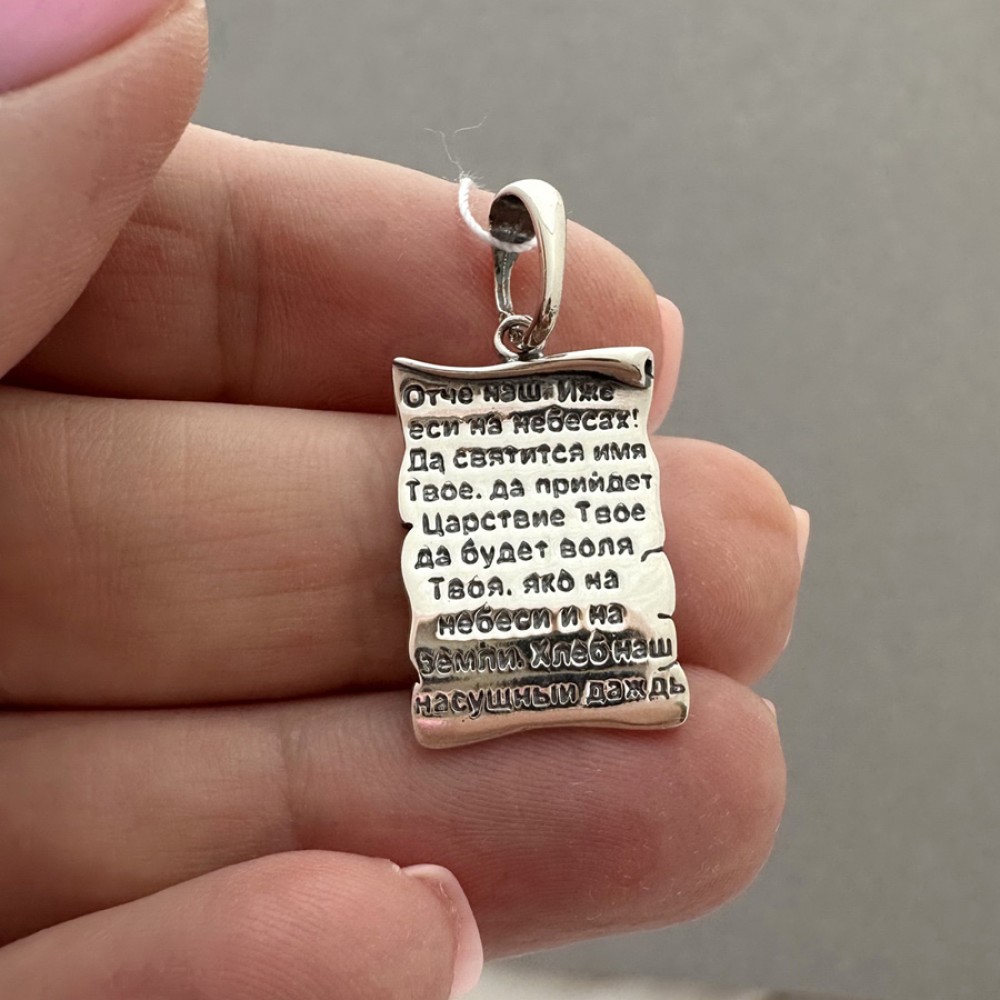 Отче наш Иже
еси на небесах!
Да святится имя
Твое. да прийдет
Царствие Твое
да будет воля
Твоя. яко на
небеси и на
земли. Хлеб наш
насущный даждь